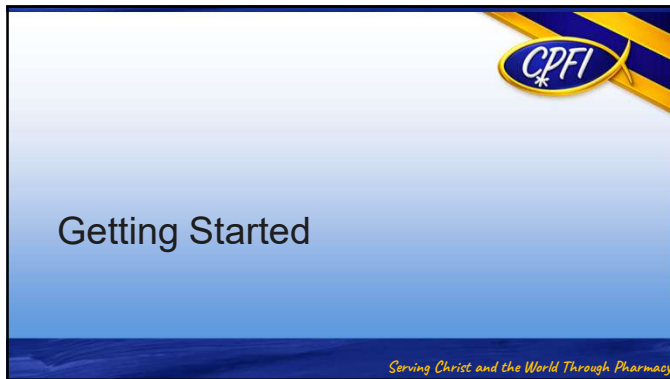 CPFI
Getting Started
Serving Christ and the World Through Pharmacy